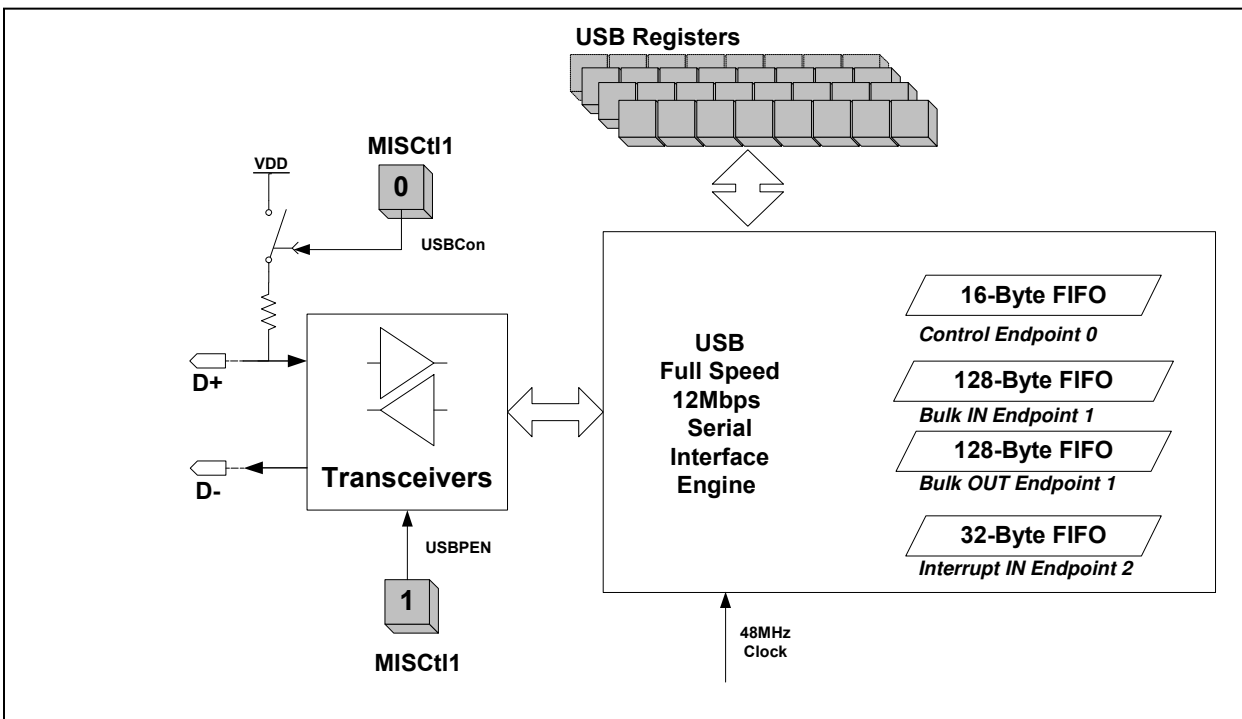 USB Registers
MISCtl1
0
VDD
USBCon
D+
D-
Transceivers
USBPEN
1
MISCtl1
USB
Full Speed
12Mbps
Serial
Interface
Engine
16-Byte FIFO
Control Endpoint 0
128-Byte FIFO
Bulk IN Endpoint 1
128-Byte FIFO
Bulk OUT Endpoint 1
32-Byte FIFO
Interrupt IN Endpoint 2
48MHz
Clock